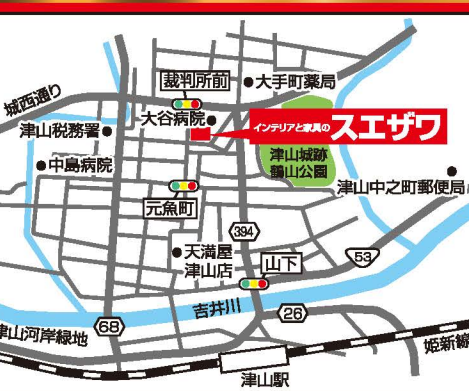 裁判所前
大手町薬局
城西通り
大谷病院
インテリアと家具の
スエザワ
津山税務署
中島病院
津山城跡
鶴山公園
津山中之町郵便局
元魚町
394
天満屋
津山店
山下
53
吉井川
26
68
津山河岸緑地
姫新線
津山駅